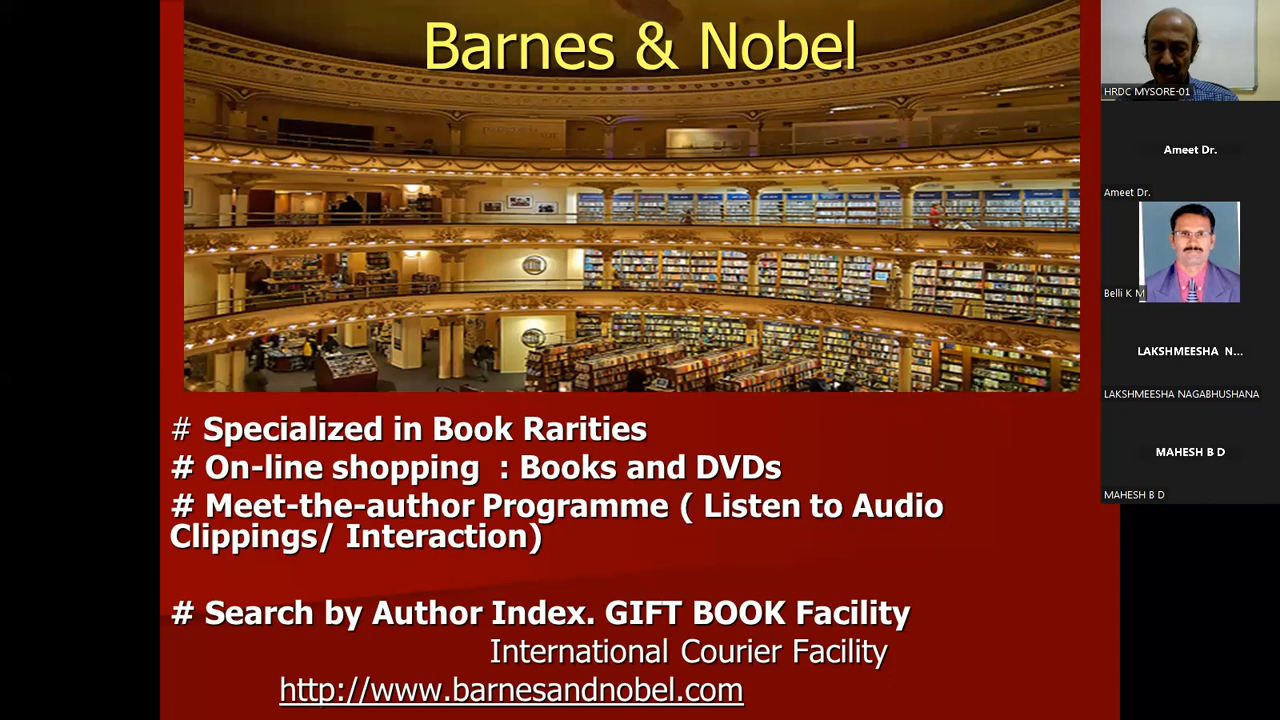 Barnes & Nobel
# Specialized in Book Rarities
# On-line shopping : Books and DVDs
# Meet-the-author Programme ( Listen to Audio
Clippings/ Interaction)
# Search by Author Index. GIFT BOOK Facility
International Courier Facility
http://www.barnesandnobel.com
HRDC MYSORE-01
Ameet Dr.
Ameet Dr.
Belli K M
LAKSHMEESHA N...
LAKSHMEESHA NAGABHUSHANA
MAHESH B D
MAHESH B D